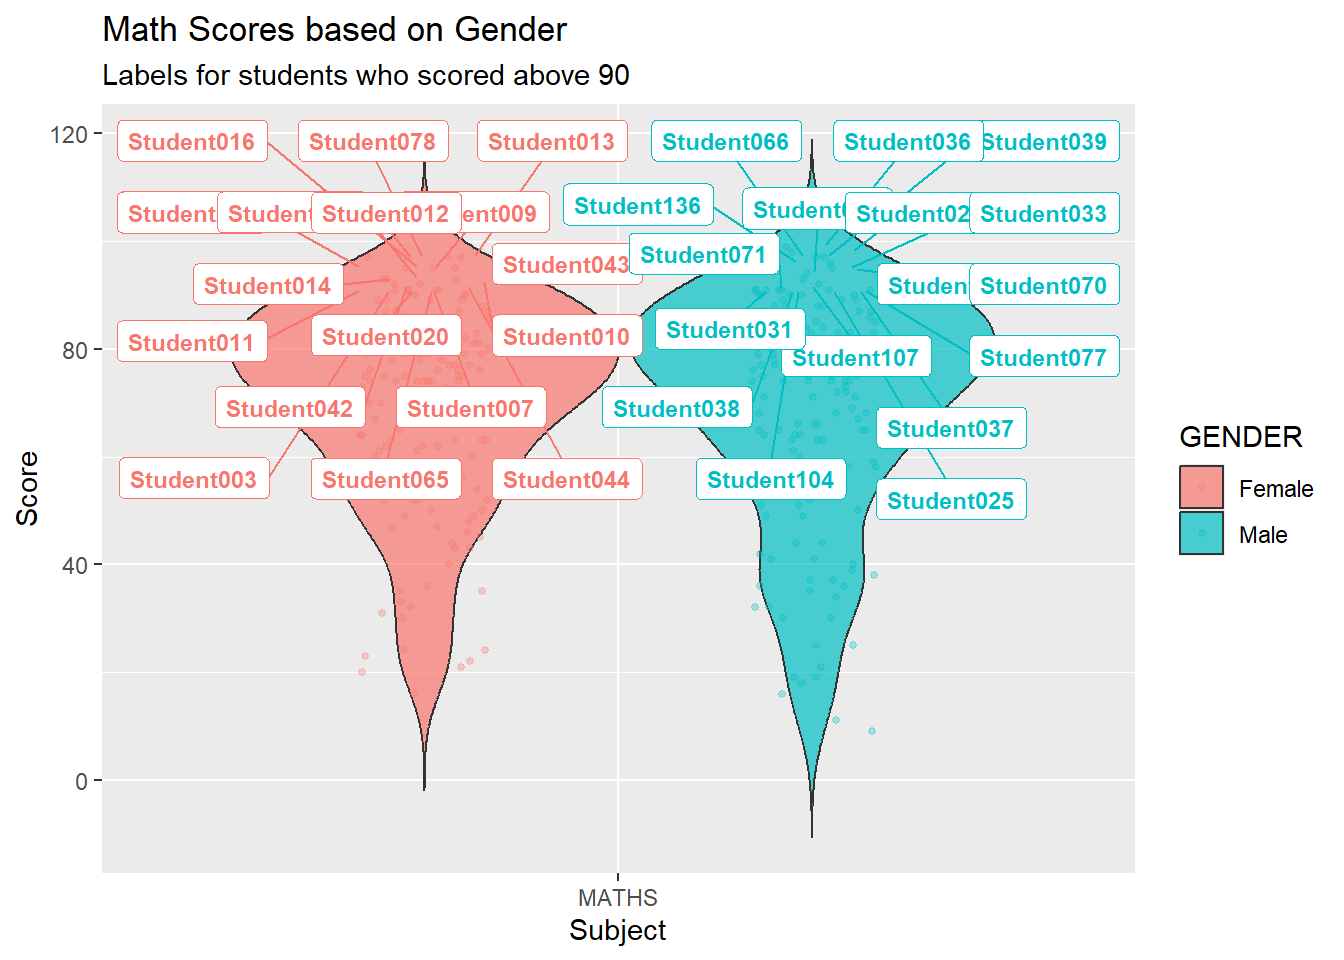 Math Scores based on Gender
Labels for students who scored above 90
120
Student016 Student078 Student013 Student066 Student036 Student039
Student136 Student012 Student033
Student071 Student043
Student014 Student070
80
Student011 Student020 Student010 Student031 Student107 Student077
Student042 Student007 Student038 Student037
Student003 Student065 Student044 Student104 Student025
40
0
Score
MATHS
Subject
GENDER
Female
Male